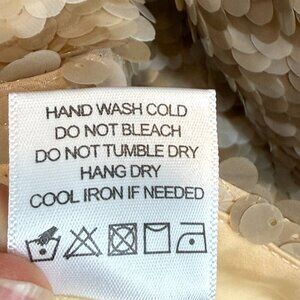 HAND WASH COLD
DO NOT BLEACH
DO NOT TUMBLE DRY
HANG DRY
COOL IRON IF NEEDED